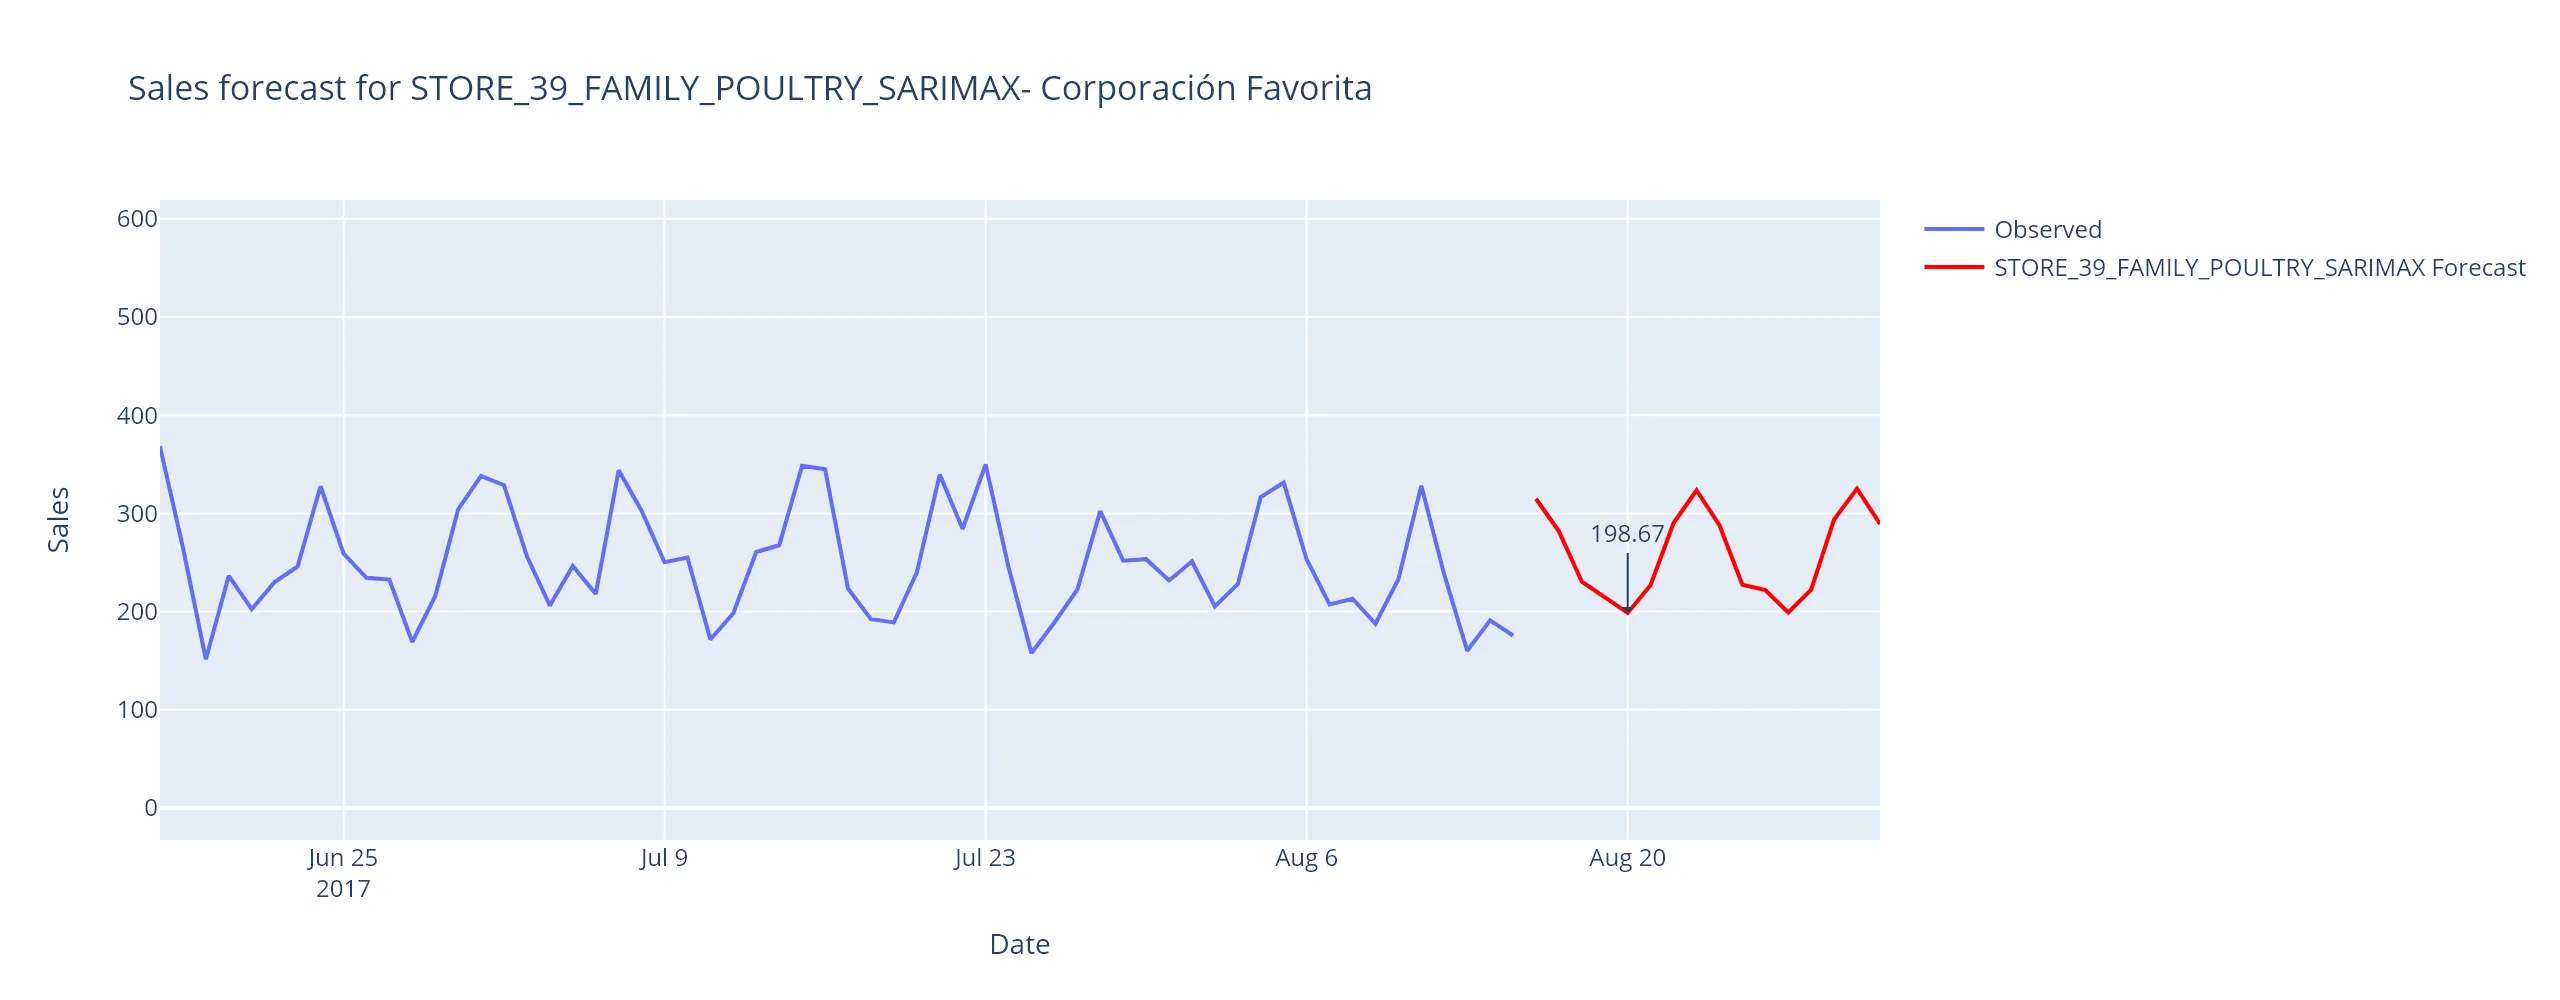 Sales forecast for STORE_39_FAMILY_POULTRY_SARIMAX- Corporación Favorita
Observed
STORE_39_FAMILY_POULTRY_SARIMAX Forecast
600
500
400
300
200
100
0
Sales
198.67
Jun 25
2017
Jul 9
Jul 23
Aug 6
Aug 20
Date